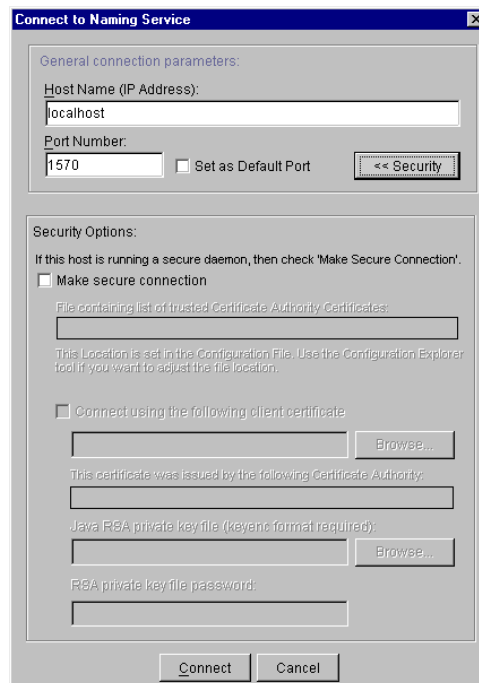 Connect to Naming Service
General connection parameters:
Host Name (IP Address):
localhost
Port Number:
1570
Set as Default Port
<< Security
Security Options:
If this host is running a secure daemon, then check 'Make Secure Connection'.
Make secure connection
File containing list of trusted Certificate Authority Certificates:
This Location is set in the Configuration File. Use the Configuration Explorer
tool if you want to adjust the file location.
Connect using the following client certificate
Browse...
This certificate was issued by the following Certificate Authority:
Java RSA private key file (keyenc format required):
Browse...
RSA private key file password:
Connect
Cancel